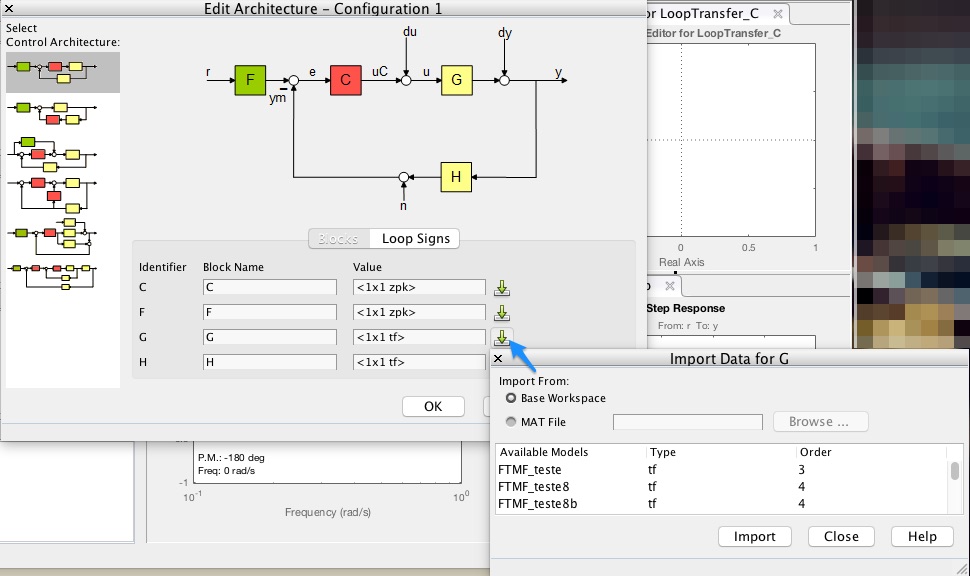 Edit Architecture – Configuration 1
Select
Control Architecture:
r
F
ym
e
C
uC
du
u
G
dy
y
H
n
Blocks
Loop Signs
Identifier Block Name Value
C C <1x1 zpk>
F F <1x1 zpk>
G G <1x1 tf>
H H <1x1 tf>
OK
or LoopTransfer_C
Editor for LoopTransfer_C
0 0.5 1
Real Axis
Step Response
From: r To: y
P.M.: -180 deg
Freq: 0 rad/s
-1
10-1 100
Frequency (rad/s)
Import Data for G
Import From:
Base Workspace
MAT File
Browse ...
Available Models Type Order
FTMF_teste tf 3
FTMF_teste8 tf 4
FTMF_teste8b tf 4
Import Close Help